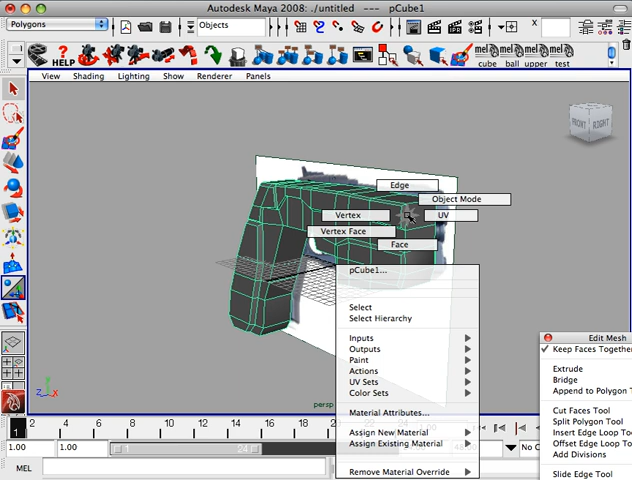 Autodesk Maya 2008: ./untitled --- pCube1
Polygons
Objects
X
HELP
mel mel mel mel
cube ball upper test
View Shading Lighting Show Renderer Panels
FRONT RIGHT
Edge
Object Mode
Vertex
UV
Vertex Face
Face
pCube1...
Select
Select Hierarchy
Inputs
Outputs
Paint
Actions
UV Sets
Color Sets
Material Attributes...
Assign New Material
Assign Existing Material
Remove Material Override
Edit Mesh
Keep Faces Together
Extrude
Bridge
Append to Polygon T
Cut Faces Tool
Split Polygon Tool
Insert Edge Loop To
Offset Edge Loop To
Add Divisions
Slide Edge Tool
persp
Z X
1 2 4 6 8 10 12 14 16 18
1.00 1.00 1
No C
MEL